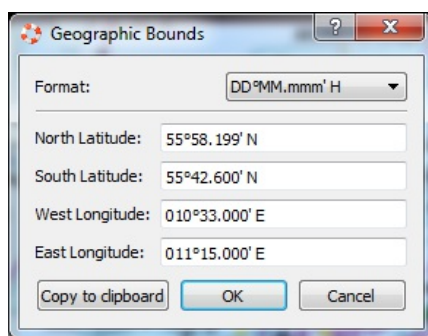 Geographic Bounds
Format: DD°MM.mmm' H
North Latitude: 55°58.199' N
South Latitude: 55°42.600' N
West Longitude: 010°33.000' E
East Longitude: 011°15.000' E
Copy to clipboard OK Cancel